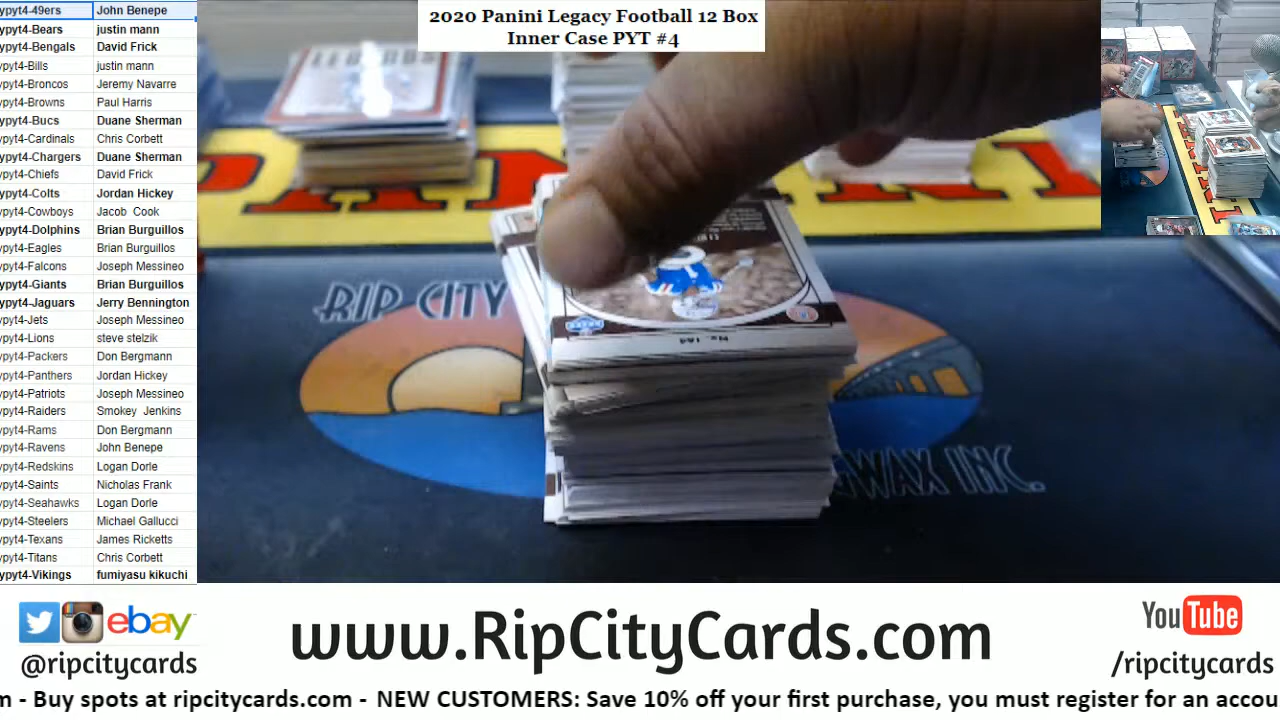 2020 Panini Legacy Football 12 Box
Inner Case PYT #4
ypyt4-49ers John Benepe
ypyt4-Bears justin mann
ypyt4-Bengals David Frick
ypyt4-Bills justin mann
ypyt4-Broncos Jeremy Navarre
ypyt4-Browns Paul Harris
ypyt4-Bucs Duane Sherman
ypyt4-Cardinals Chris Corbett
ypyt4-Chargers Duane Sherman
ypyt4-Chiefs David Frick
ypyt4-Colts Jordan Hickey
ypyt4-Cowboys Jacob Cook
ypyt4-Dolphins Brian Burguillos
ypyt4-Eagles Brian Burguillos
ypyt4-Falcons Joseph Messineo
ypyt4-Giants Brian Burguillos
ypyt4-Jaguars Jerry Bennington
ypyt4-Jets Joseph Messineo
ypyt4-Lions steve stelzik
ypyt4-Packers Don Bergmann
ypyt4-Panthers Jordan Hickey
ypyt4-Patriots Joseph Messineo
ypyt4-Raiders Smokey Jenkins
ypyt4-Rams Don Bergmann
ypyt4-Ravens John Benepe
ypyt4-Redskins Logan Dorle
ypyt4-Saints Nicholas Frank
ypyt4-Seahawks Logan Dorle
ypyt4-Steelers Michael Gallucci
ypyt4-Texans James Ricketts
ypyt4-Titans Chris Corbett
ypyt4-Vikings fumiyasu kikuchi
RIP CITY
WAX INC.
ebay
@ripcitycards
www.RipCityCards.com
YouTube
/ripcitycards
m - Buy spots at ripcitycards.com - NEW CUSTOMERS: Save 10% off your first purchase, you must register for an accou